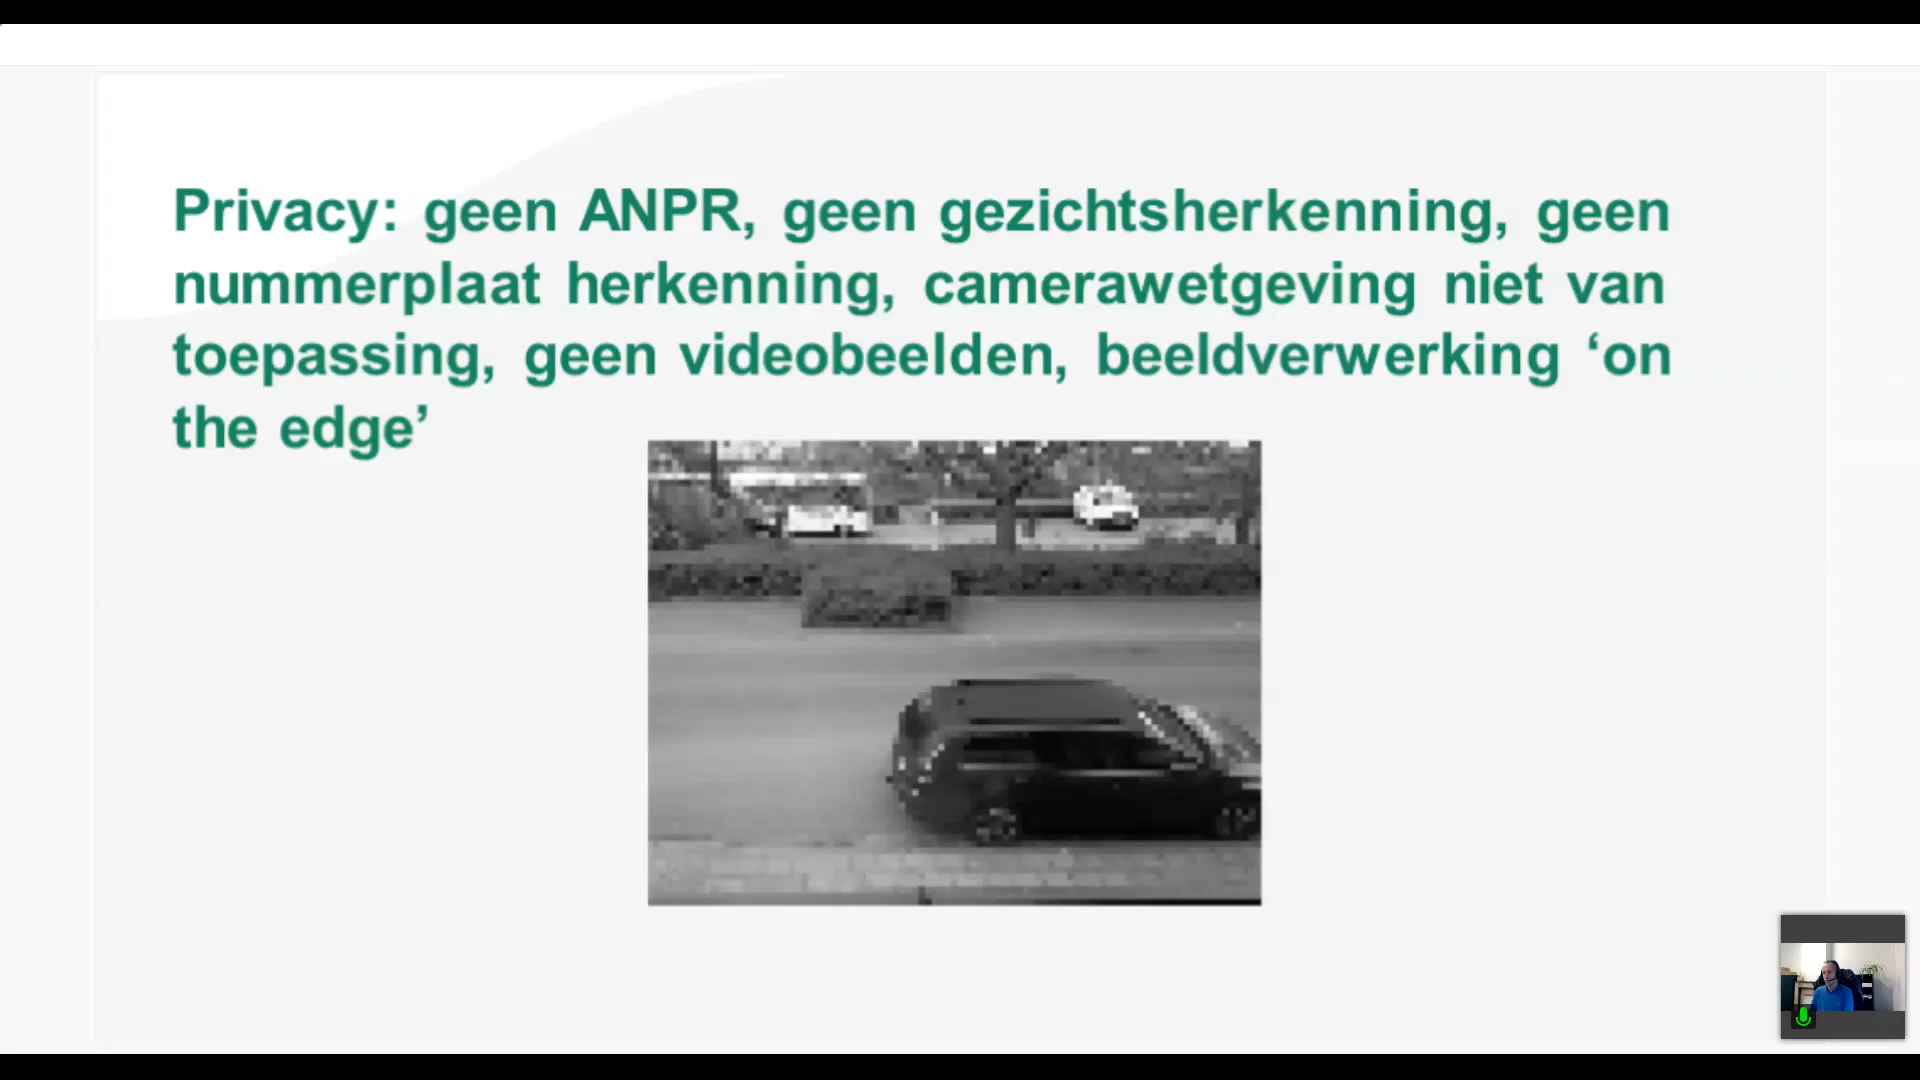 Privacy: geen ANPR, geen gezichtsherkenning, geen
nummerplaat herkenning, camerawetgeving niet van
toepassing, geen videobeelden, beeldverwerking ‘on
the edge’